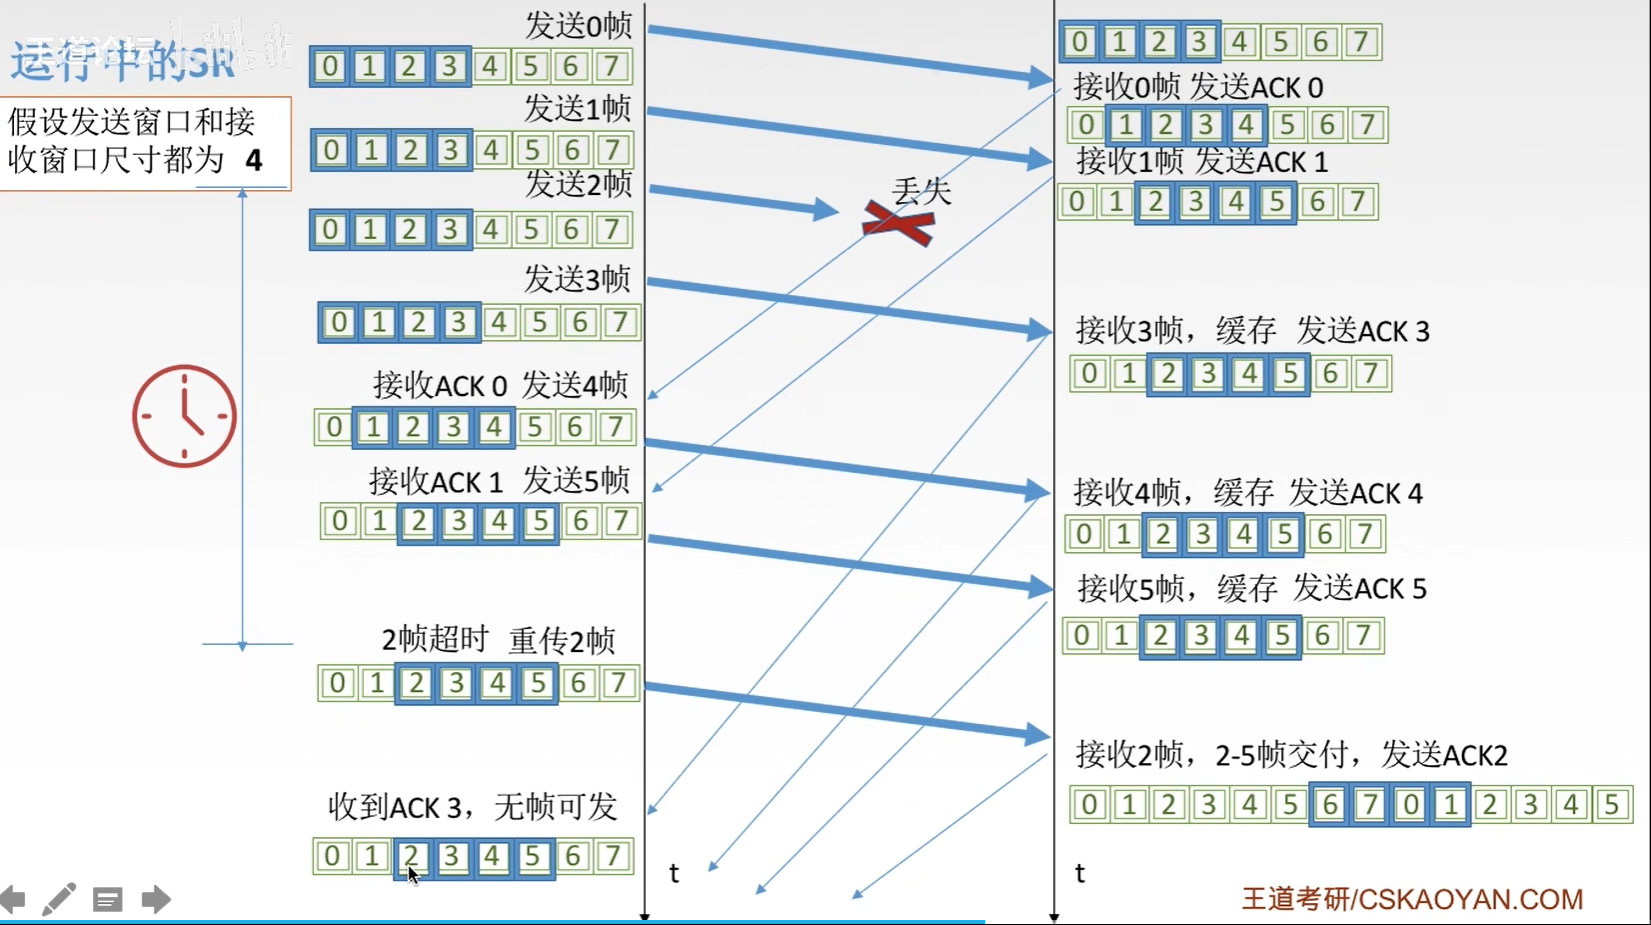 运行中的SR
王道论坛
bilibili
假设发送窗口和接
收窗口尺寸都为 4
发送0帧
0 1 2 3 4 5 6 7
发送1帧
0 1 2 3 4 5 6 7
发送2帧
0 1 2 3 4 5 6 7
发送3帧
0 1 2 3 4 5 6 7
接收ACK 0 发送4帧
0 1 2 3 4 5 6 7
接收ACK 1 发送5帧
0 1 2 3 4 5 6 7
2帧超时 重传2帧
0 1 2 3 4 5 6 7
收到ACK 3，无帧可发
0 1 2 3 4 5 6 7
丢失
t
0 1 2 3 4 5 6 7
接收0帧 发送ACK 0
0 1 2 3 4 5 6 7
接收1帧 发送ACK 1
0 1 2 3 4 5 6 7
接收3帧，缓存 发送ACK 3
0 1 2 3 4 5 6 7
接收4帧，缓存 发送ACK 4
0 1 2 3 4 5 6 7
接收5帧，缓存 发送ACK 5
0 1 2 3 4 5 6 7
接收2帧，2-5帧交付，发送ACK2
0 1 2 3 4 5 6 7 0 1 2 3 4 5
t
王道考研/CSKAOYAN.COM